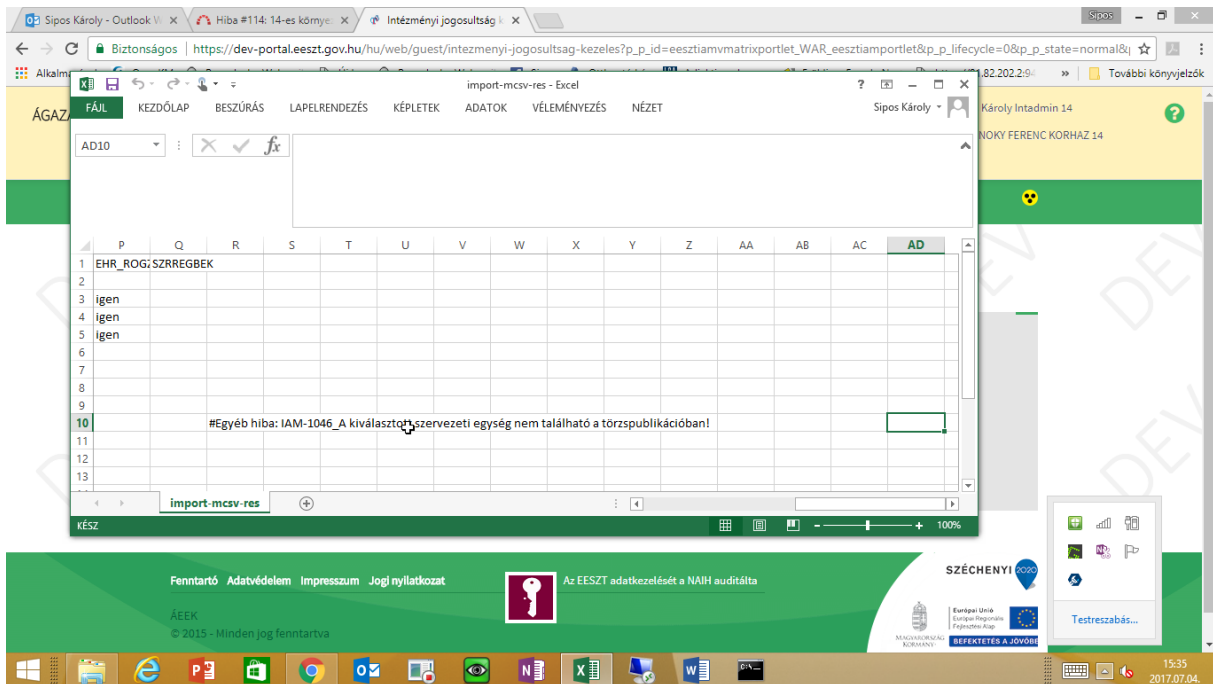 Sipos Károly - Outlook W
Hiba #114: 14-es környe
Intézményi jogosultság k
Sipos
Biztonságos
https://dev-portal.eeszt.gov.hu/hu/web/guest/intezmenyi-jogosultsag-kezeles?p_p_id=eesztiamvmatrixportlet_WAR_eesztiamportlet&p_p_lifecycle=0&p_p_state=normal&
»
További könyvjelzők
import-mcsv-res - Excel
FÁJL KEZDŐLAP BESZÚRÁS LAPELRENDEZÉS KÉPLETEK ADATOK VÉLEMÉNYEZÉS NÉZET
Sipos Károly
ÁGAZ
Károly Intadmin 14
NOKY FERENC KORHAZ 14
AD10
fx
P Q R S T U V W X Y Z AA AB AC AD
1 EHR_ROGZ SZRREGBEK
2
3 igen
4 igen
5 igen
6
7
8
9
10 #Egyéb hiba: IAM-1046_A kiválasztott szervezeti egység nem található a törzspublikációban!
11
12
13
import-mcsv-res
KÉSZ
100%
DEV
DEV
DEV
Fenntartó Adatvédelem Impresszum Jogi nyilatkozat
Az EESZT adatkezelését a NAIH auditálta
ÁEEK
© 2015 - Minden jog fenntartva
SZÉCHENYI 2020
MAGYARORSZÁG KORMÁNYA
Európai Unió
Európai Regionális
Fejlesztési Alap
BEFEKTETÉS A JÖVŐBE
Testreszabás...
15:35
2017.07.04.